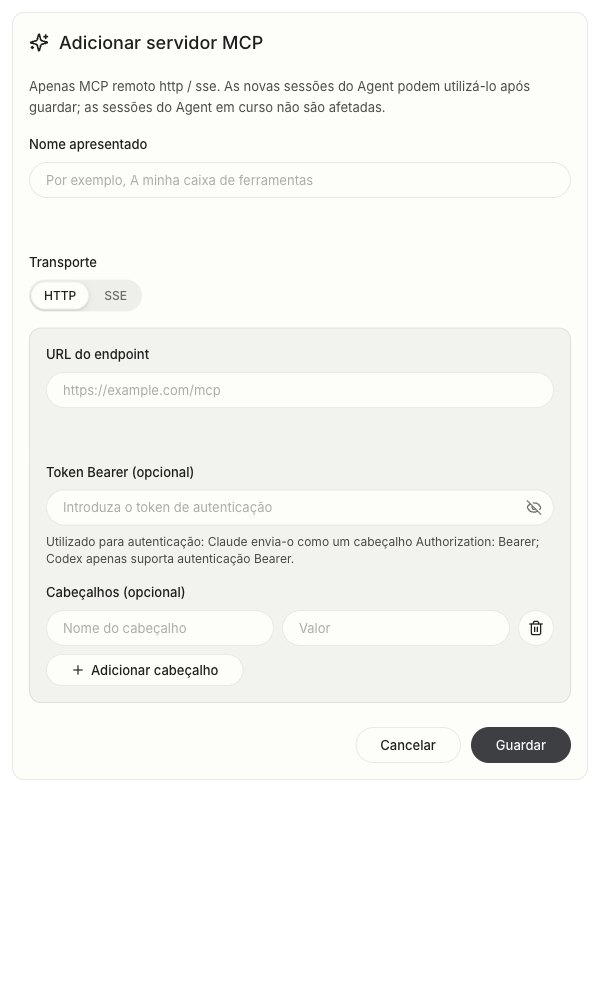 Adicionar servidor MCP
Apenas MCP remoto http / sse. As novas sessões do Agent podem utilizá-lo após
guardar; as sessões do Agent em curso não são afetadas.
Nome apresentado
Por exemplo, A minha caixa de ferramentas
Transporte
HTTP SSE
URL do endpoint
https://example.com/mcp
Token Bearer (opcional)
Introduza o token de autenticação
Utilizado para autenticação: Claude envia-o como um cabeçalho Authorization: Bearer;
Codex apenas suporta autenticação Bearer.
Cabeçalhos (opcional)
Nome do cabeçalho Valor
Adicionar cabeçalho
Cancelar Guardar